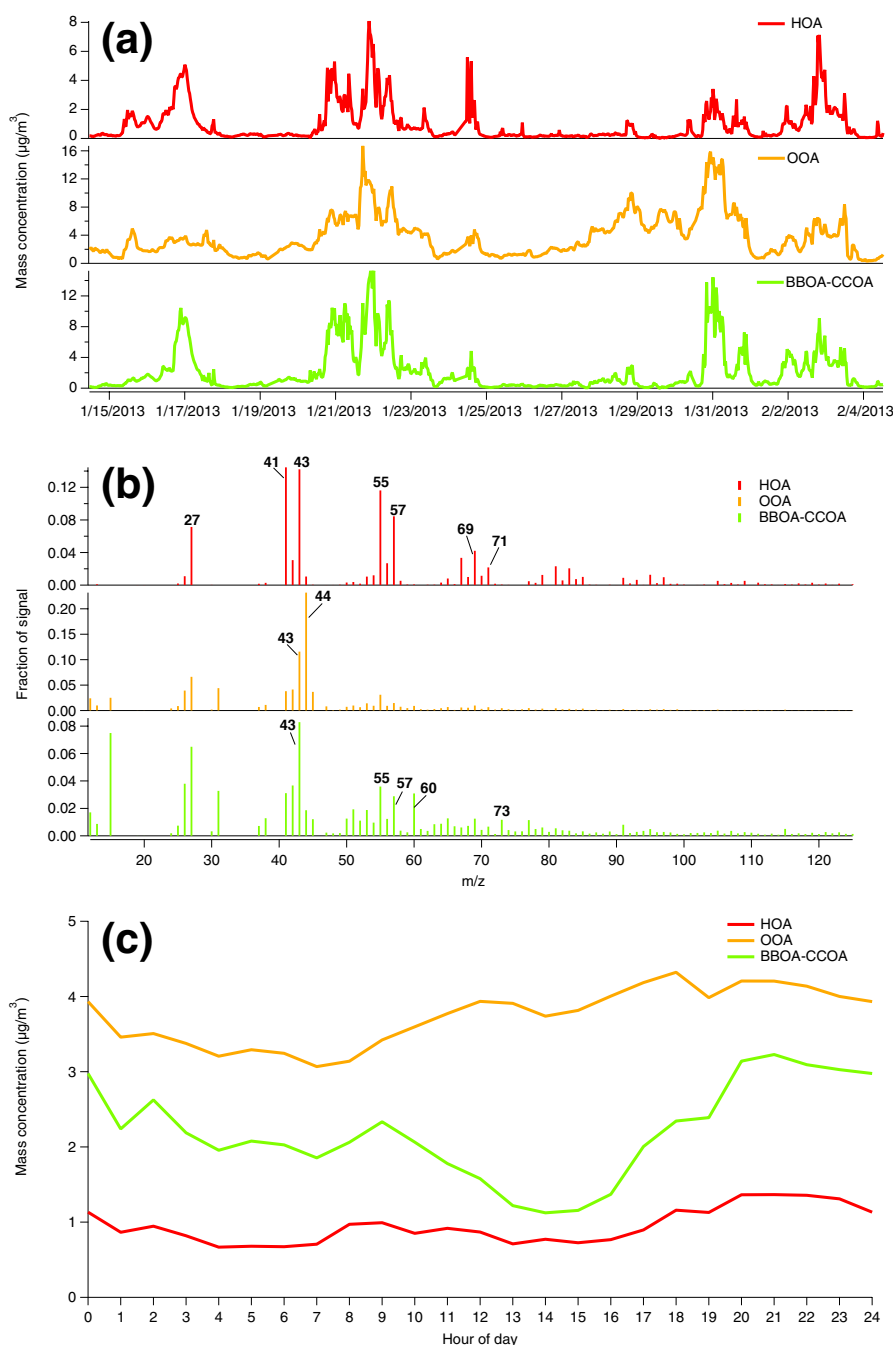 (a)
HOA
8
6
4
2
0
OOA
16
12
8
4
0
BBOA-CCOA
12
8
4
0
Mass concentration (µg/m³)
1/15/2013 1/17/2013 1/19/2013 1/21/2013 1/23/2013 1/25/2013 1/27/2013 1/29/2013 1/31/2013 2/2/2013 2/4/2013
(b)
HOA
OOA
BBOA-CCOA
0.12
0.08
0.04
0.00
27 41 43 55 57 69 71
0.20
0.15
0.10
0.05
0.00
43 44
0.08
0.06
0.04
0.02
0.00
43 55 57 60 73
Fraction of signal
20 30 40 50 60 70 80 90 100 110 120
m/z
(c)
HOA
OOA
BBOA-CCOA
5
4
3
2
1
0
Mass concentration (µg/m³)
0 1 2 3 4 5 6 7 8 9 10 11 12 13 14 15 16 17 18 19 20 21 22 23 24
Hour of day